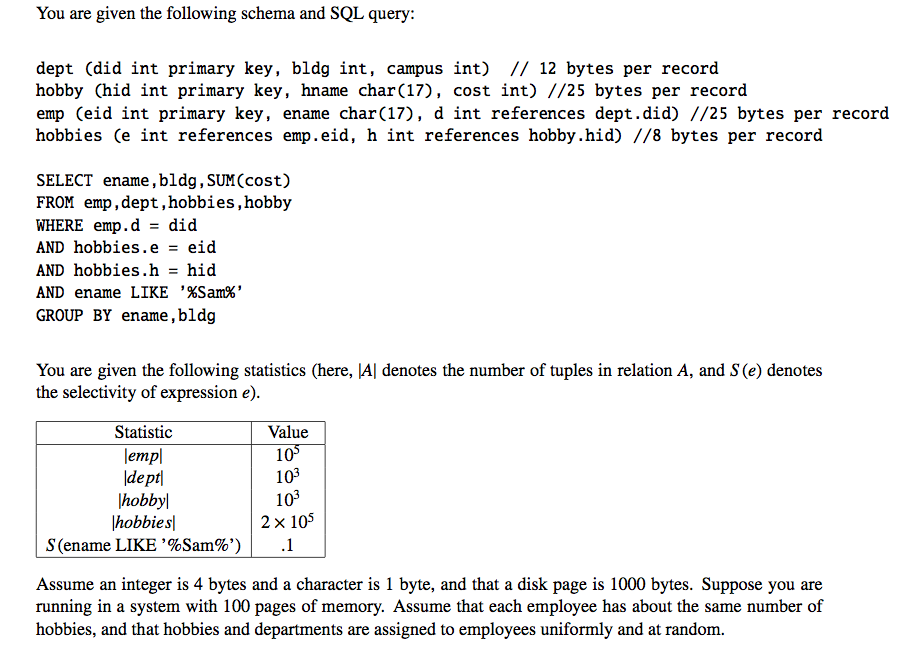 You are given the following schema and SQL query:
dept (did int primary key, bldg int, campus int) // 12 bytes per record
hobby (hid int primary key, hname char(17), cost int) //25 bytes per record
emp (eid int primary key, ename char(17), d int references dept.did) //25 bytes per record
hobbies (e int references emp.eid, h int references hobby.hid) //8 bytes per record
SELECT ename,bldg,SUM(cost)
FROM emp,dept,hobbies,hobby
WHERE emp.d = did
AND hobbies.e = eid
AND hobbies.h = hid
AND ename LIKE '%Sam%'
GROUP BY ename,bldg
You are given the following statistics (here, |A| denotes the number of tuples in relation A, and S(e) denotes
the selectivity of expression e).
Statistic Value
|emp| 10⁵
|dept| 10³
|hobby| 10³
|hobbies| 2 × 10⁵
S(ename LIKE '%Sam%') .1
Assume an integer is 4 bytes and a character is 1 byte, and that a disk page is 1000 bytes. Suppose you are
running in a system with 100 pages of memory. Assume that each employee has about the same number of
hobbies, and that hobbies and departments are assigned to employees uniformly and at random.